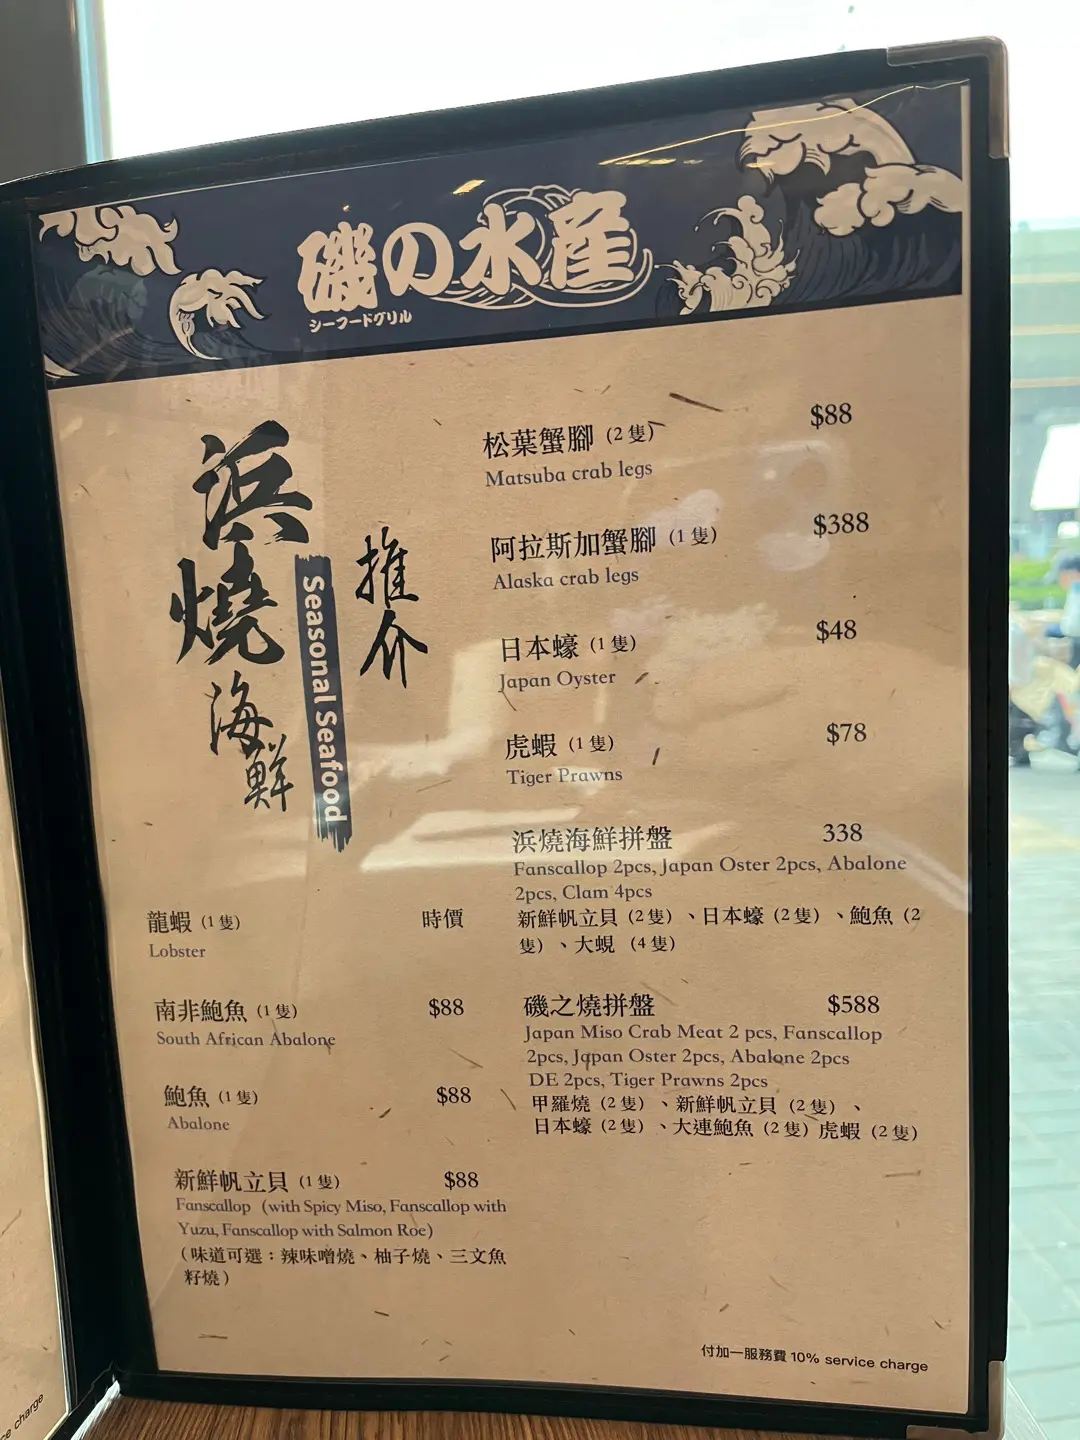 磯の水産
シーフードグリル
浜燒海鮮
Seasonal Seafood
推介
松葉蟹腳（2 隻） $88
Matsuba crab legs
阿拉斯加蟹腳（1 隻） $388
Alaska crab legs
日本蠔（1 隻） $48
Japan Oyster
虎蝦（1 隻） $78
Tiger Prawns
浜燒海鮮拼盤 338
Fanscallop 2pcs, Japan Oster 2pcs, Abalone
2pcs, Clam 4pcs
新鮮帆立貝（2 隻）、日本蠔（2 隻）、鮑魚（2
隻）、大蜆 （4 隻）
磯之燒拼盤 $588
Japan Miso Crab Meat 2 pcs, Fanscallop
2pcs, Japan Oster 2pcs, Abalone 2pcs
DE 2pcs, Tiger Prawns 2pcs
甲羅燒（2 隻）、新鮮帆立貝（2 隻）、
日本蠔（2 隻）、大連鮑魚（2 隻）虎蝦（2 隻）
龍蝦（1 隻） 時價
Lobster
南非鮑魚（1 隻） $88
South African Abalone
鮑魚（1 隻） $88
Abalone
新鮮帆立貝（1 隻） $88
Fanscallop（with Spicy Miso, Fanscallop with
Yuzu, Fanscallop with Salmon Roe）
（味道可選：辣味噌燒、柚子燒、三文魚
籽燒）
付加一服務費 10% service charge
charge